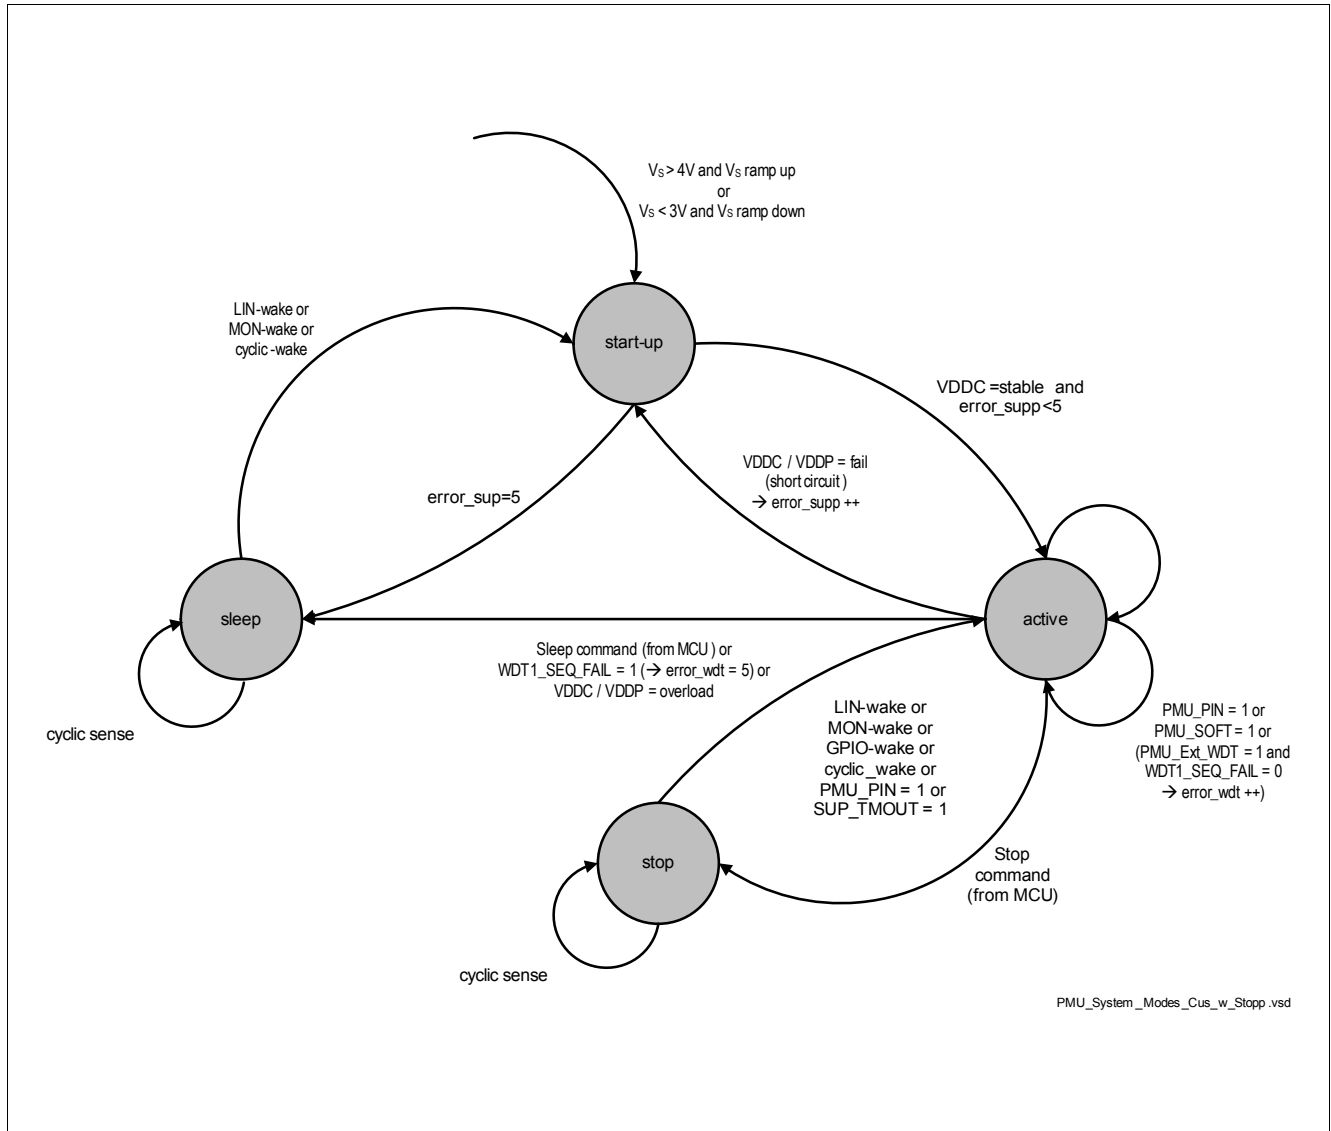 VS > 4V and VS ramp up
or
VS < 3V and VS ramp down
LIN-wake or
MON-wake or
cyclic -wake
start-up
VDDC =stable and
error_supp <5
VDDC / VDDP = fail
(short circuit )
→ error_supp ++
error_sup=5
sleep
active
Sleep command (from MCU ) or
WDT1_SEQ_FAIL = 1 (→ error_wdt = 5) or
VDDC / VDDP = overload
cyclic sense
LIN-wake or
MON-wake or
GPIO-wake or
cyclic_wake or
PMU_PIN = 1 or
SUP_TMOUT = 1
PMU_PIN = 1 or
PMU_SOFT = 1 or
(PMU_Ext_WDT = 1 and
WDT1_SEQ_FAIL = 0
→ error_wdt ++)
stop
Stop
command
(from MCU)
cyclic sense
PMU_System _Modes_Cus_w_Stopp .vsd